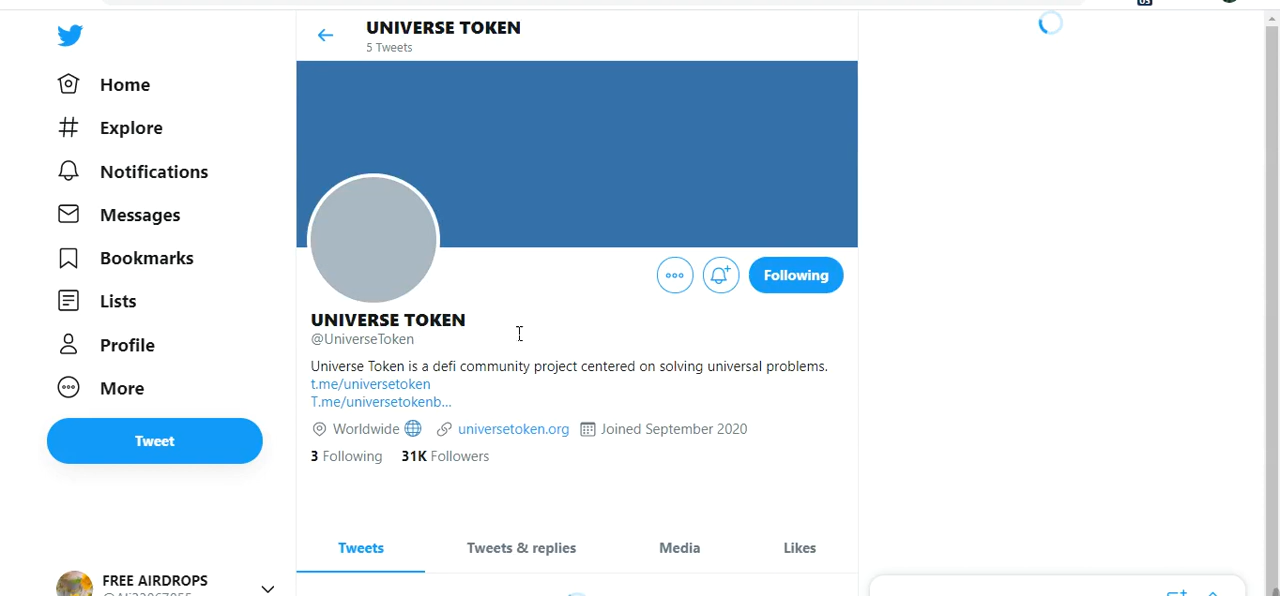 UNIVERSE TOKEN
5 Tweets
Home
Explore
Notifications
Messages
Bookmarks
Lists
Profile
More
Tweet
Following
UNIVERSE TOKEN
@UniverseToken
Universe Token is a defi community project centered on solving universal problems.
t.me/universetoken
T.me/universetokenb...
Worldwide universetoken.org Joined September 2020
3 Following 31K Followers
Tweets Tweets & replies Media Likes
FREE AIRDROPS